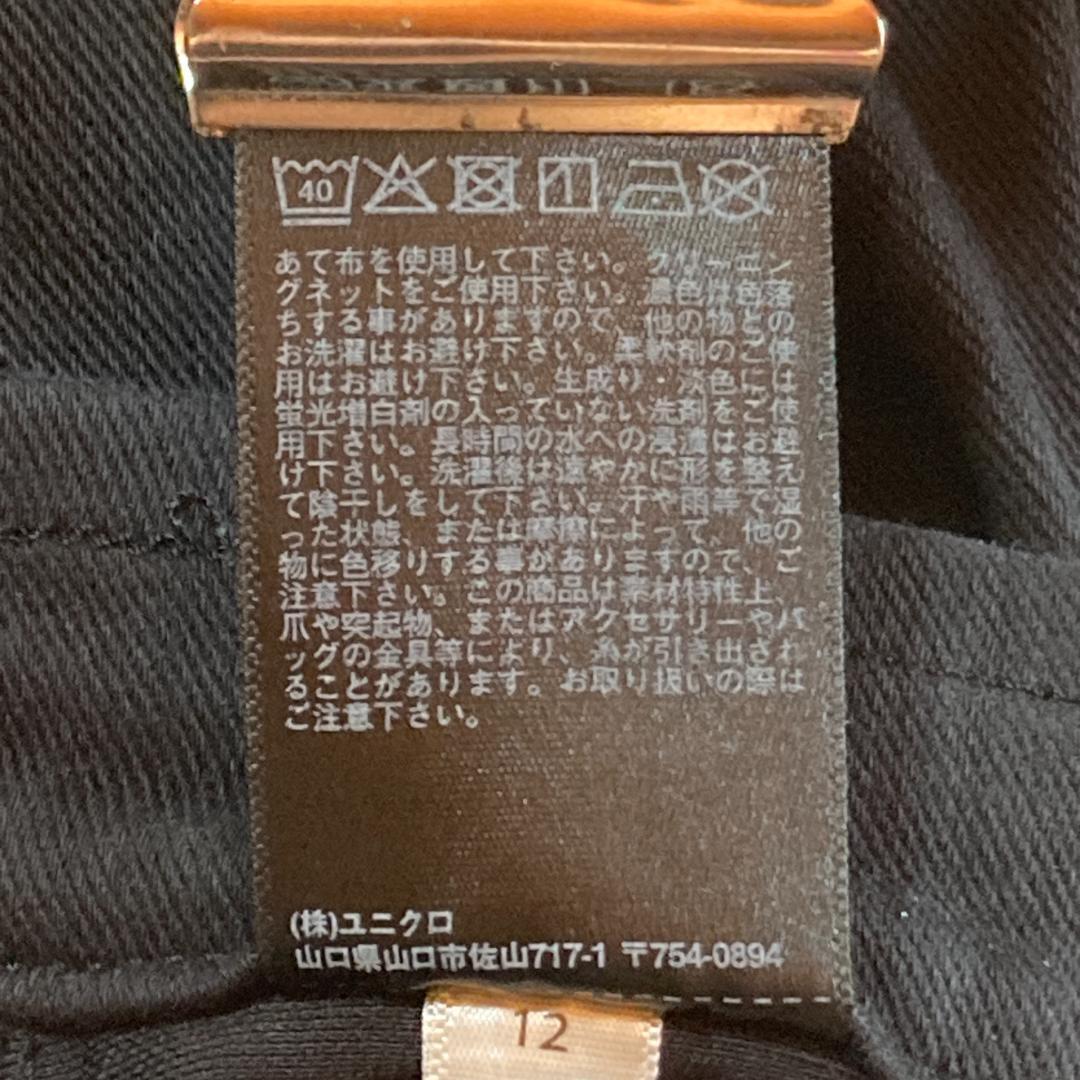 40
あて布を使用して下さい。クリーニン
グネットをご使用下さい。濃色は色落
ちする事がありますので、他の物との
お洗濯はお避け下さい。柔軟剤のご使
用はお避け下さい。生成り・淡色には
蛍光増白剤の入っていない洗剤をご使
用下さい。長時間の水への浸漬はお避
け下さい。洗濯後は速やかに形を整え
て陰干しをして下さい。汗や雨等で湿
った状態、または摩擦によって、他の
物に色移りする事がありますので、ご
注意下さい。この商品は素材特性上、
爪や突起物、またはアクセサリーやバ
ッグの金具等により、糸が引き出され
ることがあります。お取り扱いの際は
ご注意下さい。
(株)ユニクロ
山口県山口市佐山717-1 〒754-0894
12